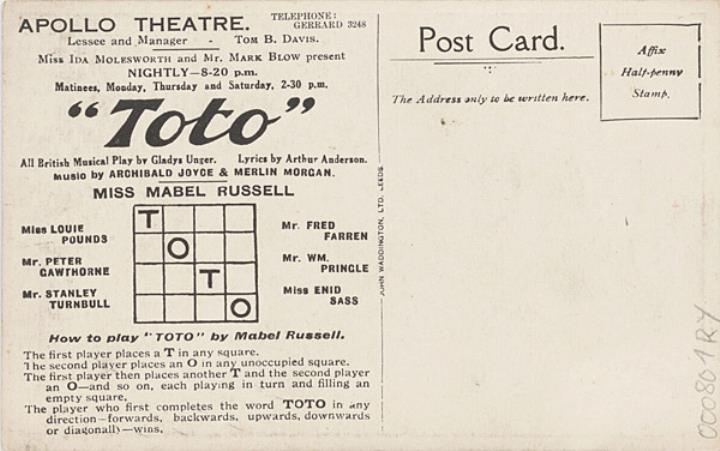 APOLLO THEATRE.
TELEPHONE:
GERRARD 3248
Lessee and Manager - TOM B. DAVIS.
Miss IDA MOLESWORTH and Mr. MARK BLOW present
NIGHTLY—8-20 p.m.
Matinees, Monday, Thursday and Saturday, 2-30 p.m.
"Toto"
All British Musical Play by Gladys Unger. Lyrics by Arthur Anderson.
Music by ARCHIBALD JOYCE & MERLIN MORGAN.
MISS MABEL RUSSELL
Miss LOUIE
POUNDS
Mr. PETER
GAWTHORNE
Mr. STANLEY
TURNBULL
T
O
T
O
Mr. FRED
FARREN
Mr. WM.
PRINGLE
Miss ENID
SASS
How to play "TOTO" by Mabel Russell.
The first player places a T in any square.
The second player places an O in any unoccupied square.
The first player then places another T and the second player
an O—and so on, each playing in turn and filling an
empty square.
The player who first completes the word TOTO in any
direction—forwards, backwards, upwards, downwards
or diagonally—wins.
JOHN WADDINGTON, LTD. LEEDS
Post Card.
The Address only to be written here.
Affix
Half-penny
Stamp.
000801RY